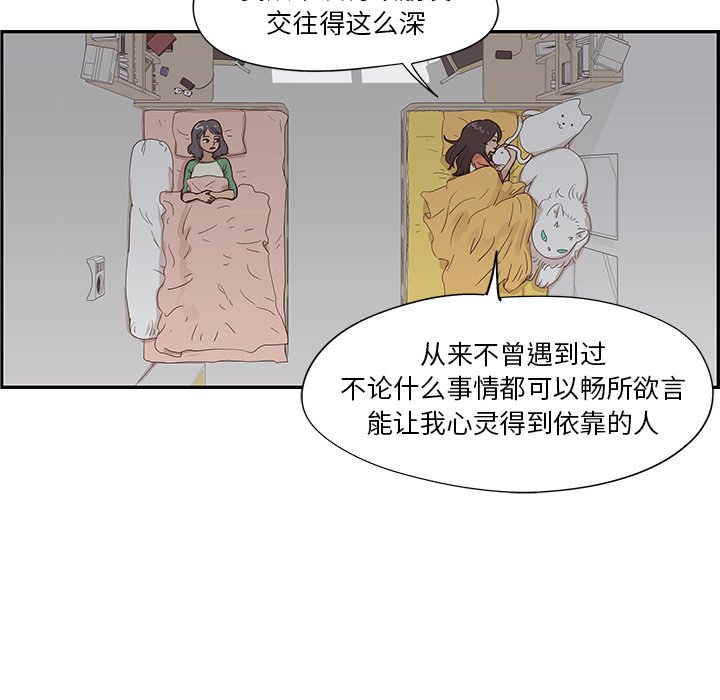 交往得这么深
从来不曾遇到过
不论什么事情都可以畅所欲言
能让我心灵得到依靠的人